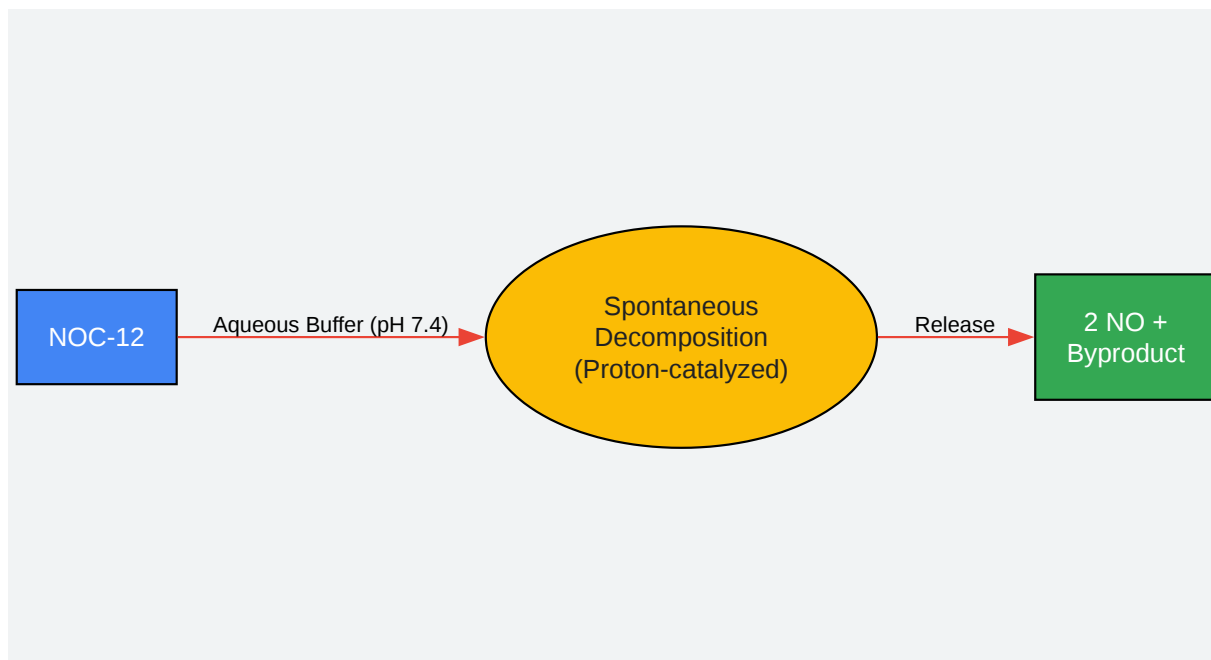 NOC-12
Aqueous Buffer (pH 7.4)
Spontaneous
Decomposition
(Proton-catalyzed)
Release
2 NO +
Byproduct